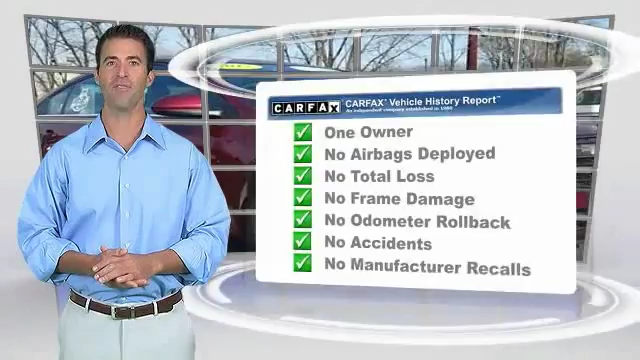 CARFAX CARFAX Vehicle History Report™
An independent company established in 1986
One Owner
No Airbags Deployed
No Total Loss
No Frame Damage
No Odometer Rollback
No Accidents
No Manufacturer Recalls